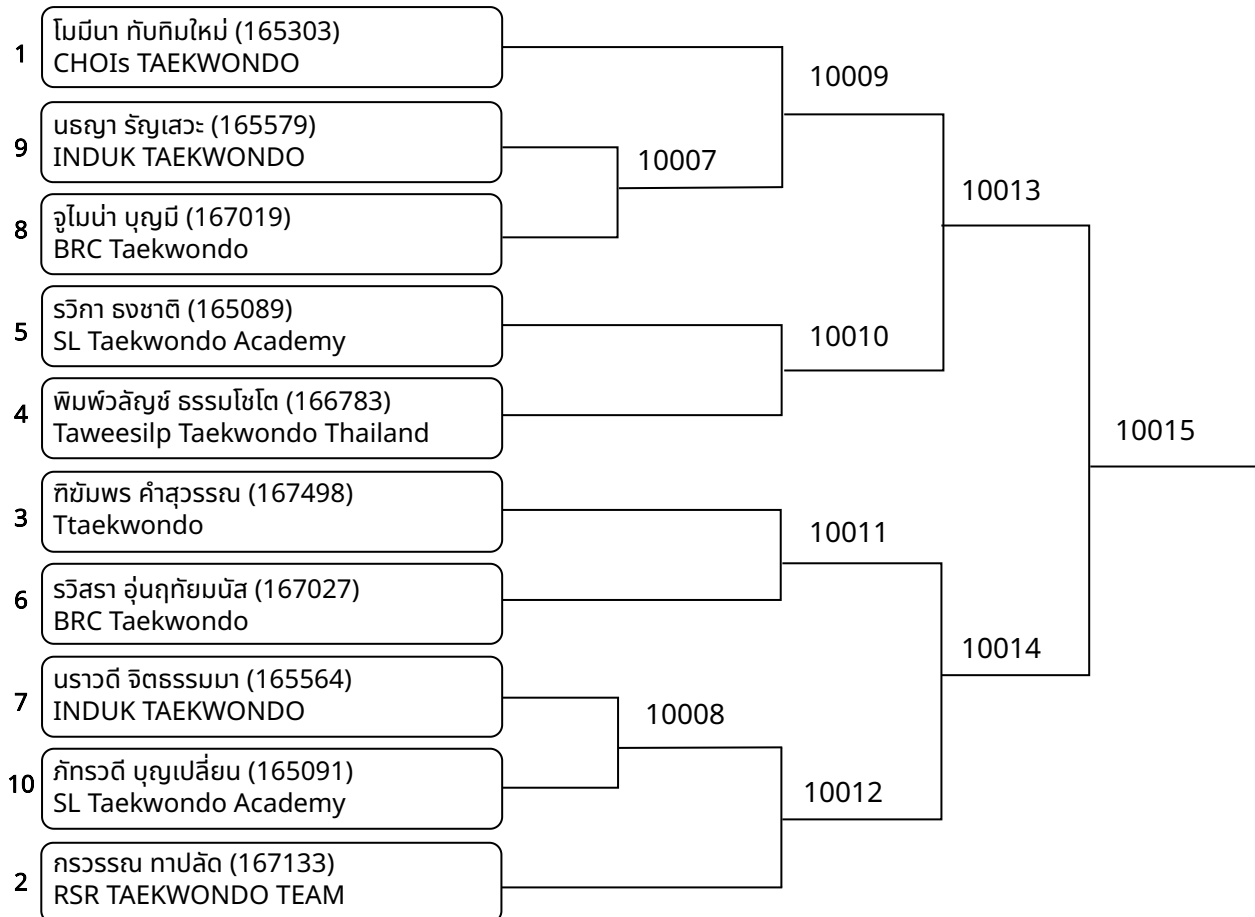 1
โมมีนา ทับทิมใหม่ (165303)
CHOIs TAEKWONDO
10009
9
นธญา รัญเสวะ (165579)
INDUK TAEKWONDO
10007
8
จูไมน่า บุญมี (167019)
BRC Taekwondo
10013
5
รวิกา ธงชาติ (165089)
SL Taekwondo Academy
10010
4
พิมพ์วลัญช์ ธรรมโชโต (166783)
Taweesilp Taekwondo Thailand
10015
3
ฑิฆัมพร คำสุวรรณ (167498)
Ttaekwondo
10011
6
รวิสรา อุ่นฤทัยมนัส (167027)
BRC Taekwondo
10014
7
นราวดี จิตธรรมมา (165564)
INDUK TAEKWONDO
10008
10
ภัทรวดี บุญเปลี่ยน (165091)
SL Taekwondo Academy
10012
2
กรวรรณ ทาปลัด (167133)
RSR TAEKWONDO TEAM